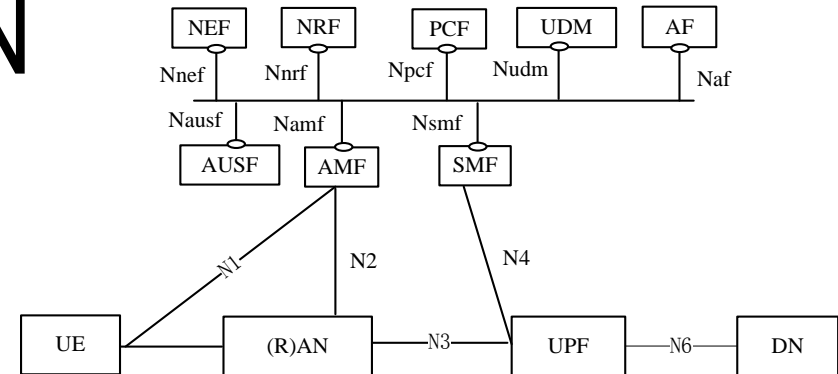 N
NEF NRF PCF UDM AF
Nnef Nnrf Npcf Nudm Naf
Nausf Namf Nsmf
AUSF AMF SMF
N1 N2 N4
UE (R)AN N3 UPF N6 DN